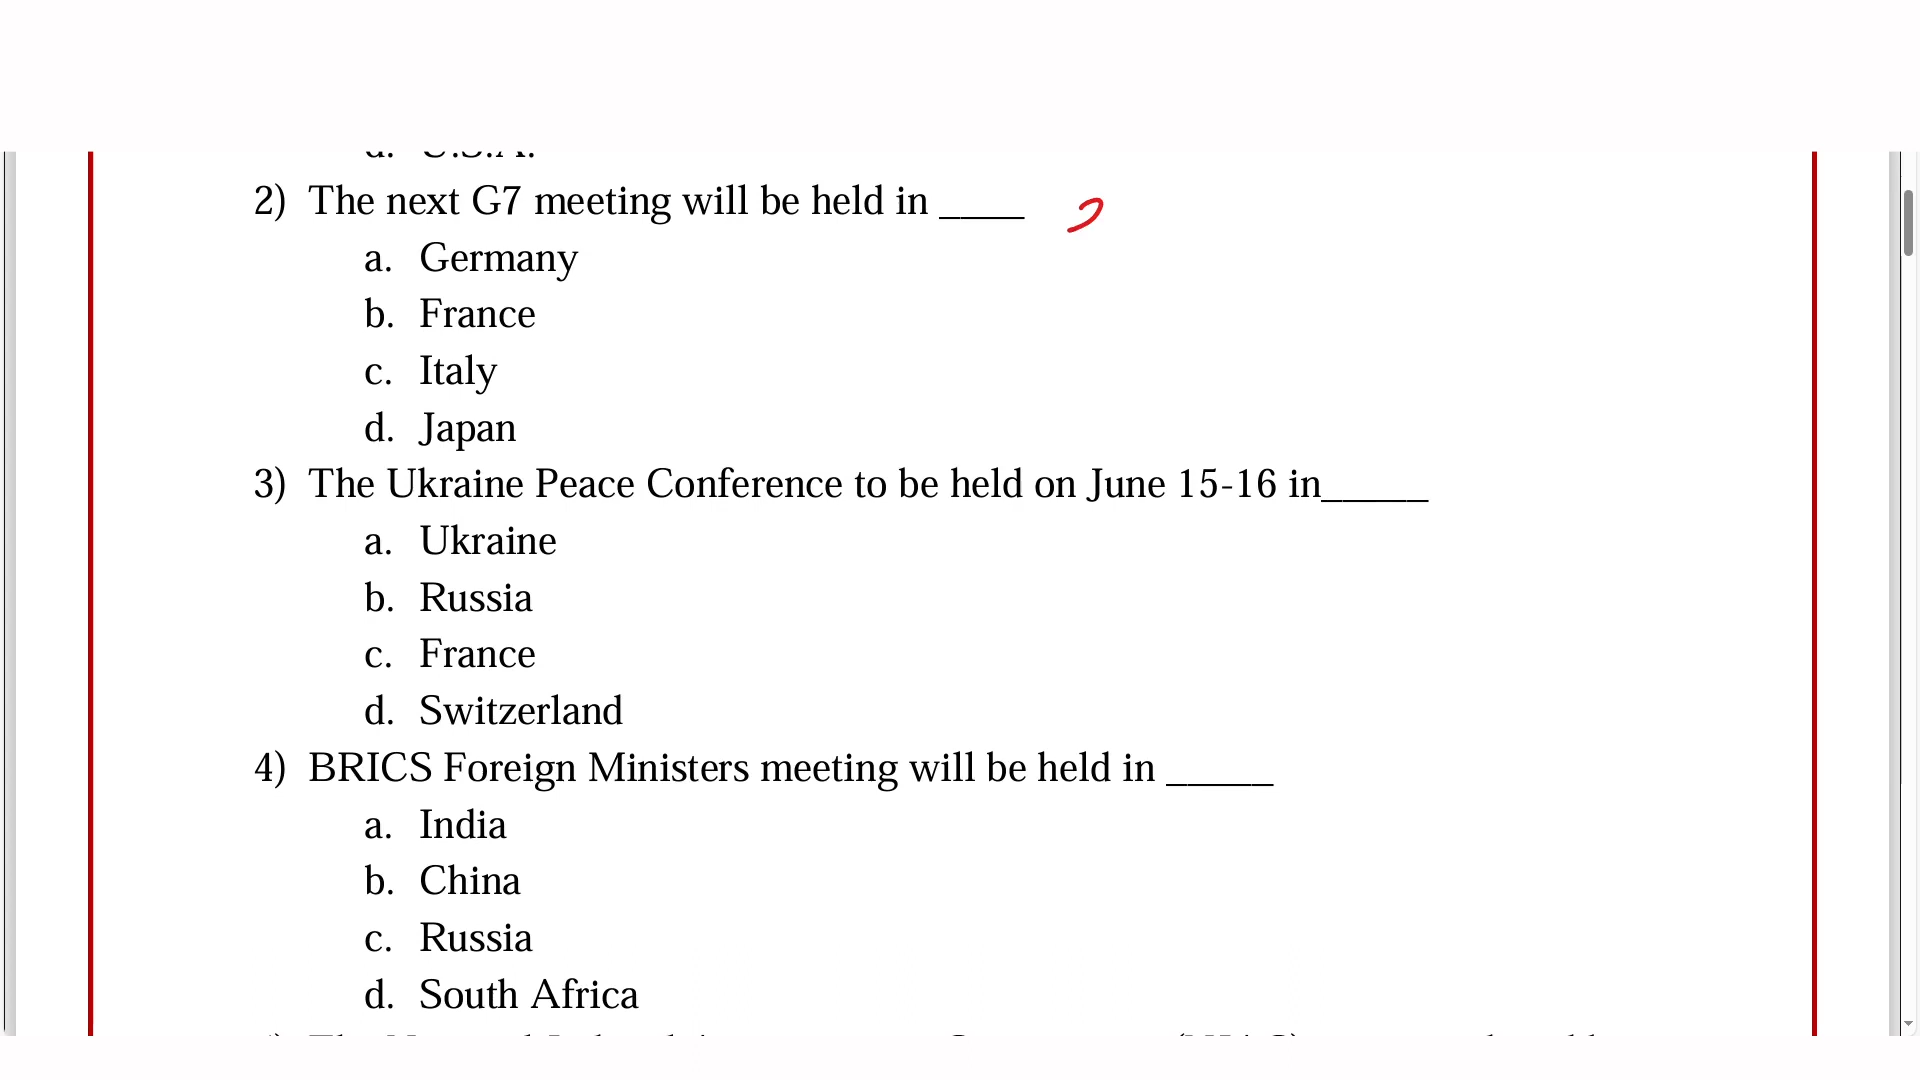 d. U.S.A.
2) The next G7 meeting will be held in ____
a. Germany
b. France
c. Italy
d. Japan
3) The Ukraine Peace Conference to be held on June 15-16 in_____
a. Ukraine
b. Russia
c. France
d. Switzerland
4) BRICS Foreign Ministers meeting will be held in _____
a. India
b. China
c. Russia
d. South Africa